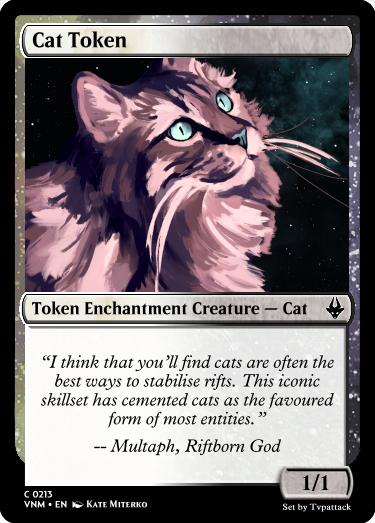 Cat Token
Token Enchantment Creature — Cat
“I think that you’ll find cats are often the
best ways to stabilise rifts. This iconic
skillset has cemented cats as the favoured
form of most entities.”
-- Multaph, Riftborn God
1/1
C 0213
VNM • EN Kate Miterko
Set by Tvpattack